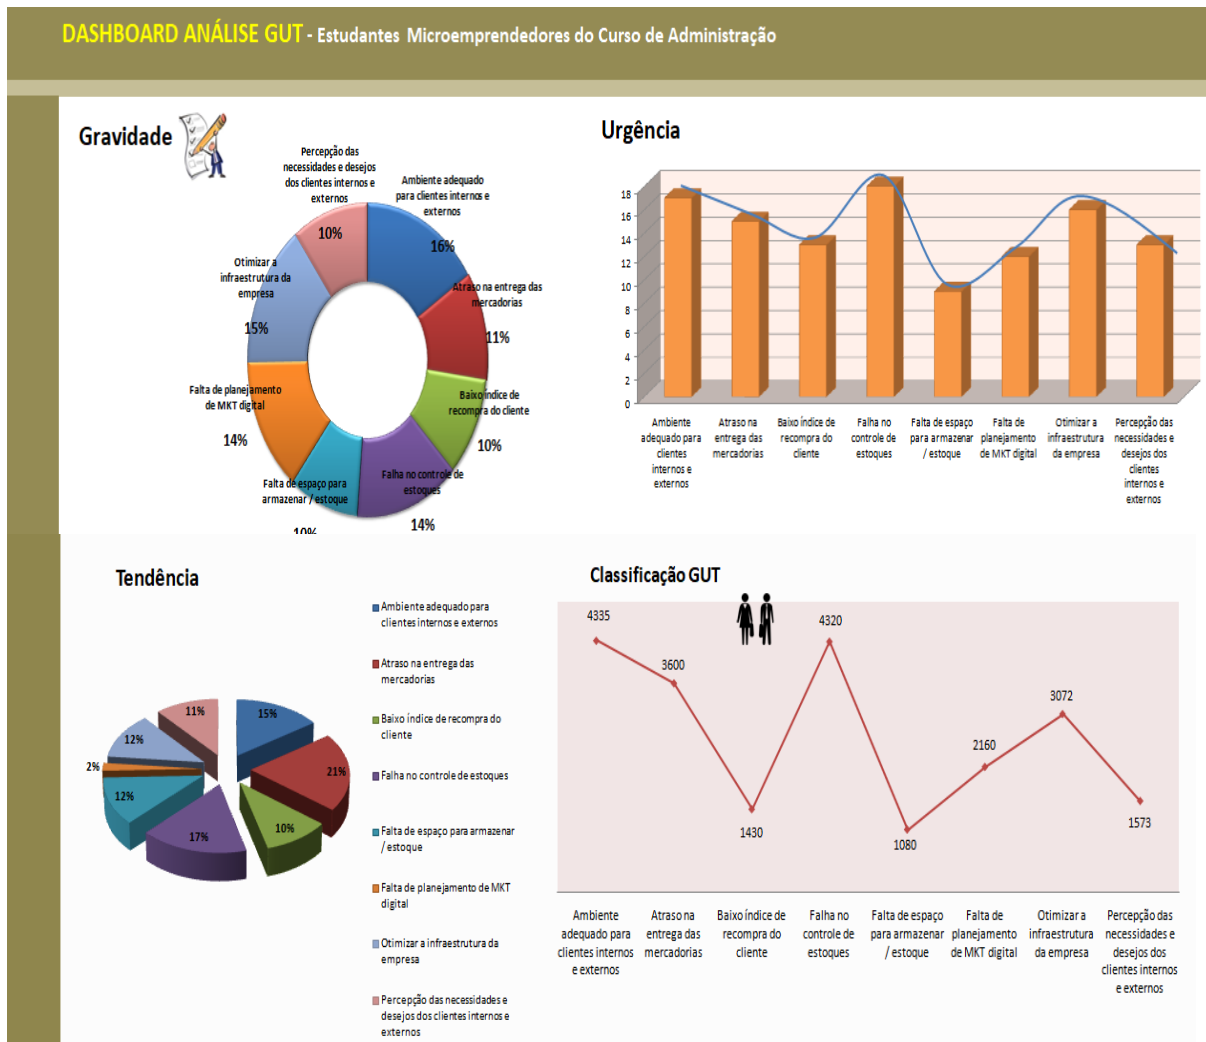 DASHBOARD ANÁLISE GUT - Estudantes Microemprendedores do Curso de Administração
Gravidade
Percepção das
necessidades e desejos
dos clientes internos e
externos
10%
Ambiente adequado
para clientes internos e
externos
16%
Atraso na entrega das
mercadorias
11%
Baixo índice de
recompra do cliente
10%
Falha no controle de
estoques
14%
Falta de espaço para
armazenar / estoque
10%
Falta de planejamento
de MKT digital
14%
Otimizar a
infraestrutura da
empresa
15%
Urgência
18
16
14
12
10
8
6
4
2
0
Ambiente
adequado para
clientes
internos e
externos
Atraso na
entrega das
mercadorias
Baixo índice de
recompra do
cliente
Falha no
controle de
estoques
Falta de espaço
para armazenar
/ estoque
Falta de
planejamento
de MKT digital
Otimizar a
infraestrutura
da empresa
Percepção das
necessidades e
desejos dos
clientes
internos e
externos
Tendência
15%
21%
10%
17%
12%
2%
12%
11%
Ambiente adequado para
clientes internos e externos
Atraso na entrega das
mercadorias
Baixo índice de recompra do
cliente
Falha no controle de estoques
Falta de espaço para armazenar
/ estoque
Falta de planejamento de MKT
digital
Otimizar a infraestrutura da
empresa
Percepção das necessidades e
desejos dos clientes internos e
externos
Classificação GUT
4335
3600
1430
4320
1080
2160
3072
1573
Ambiente
adequado para
clientes internos
e externos
Atraso na
entrega das
mercadorias
Baixo índice de
recompra do
cliente
Falha no
controle de
estoques
Falta de espaço
para armazenar
/ estoque
Falta de
planejamento
de MKT digital
Otimizar a
infraestrutura
da empresa
Percepção das
necessidades e
desejos dos
clientes internos
e externos